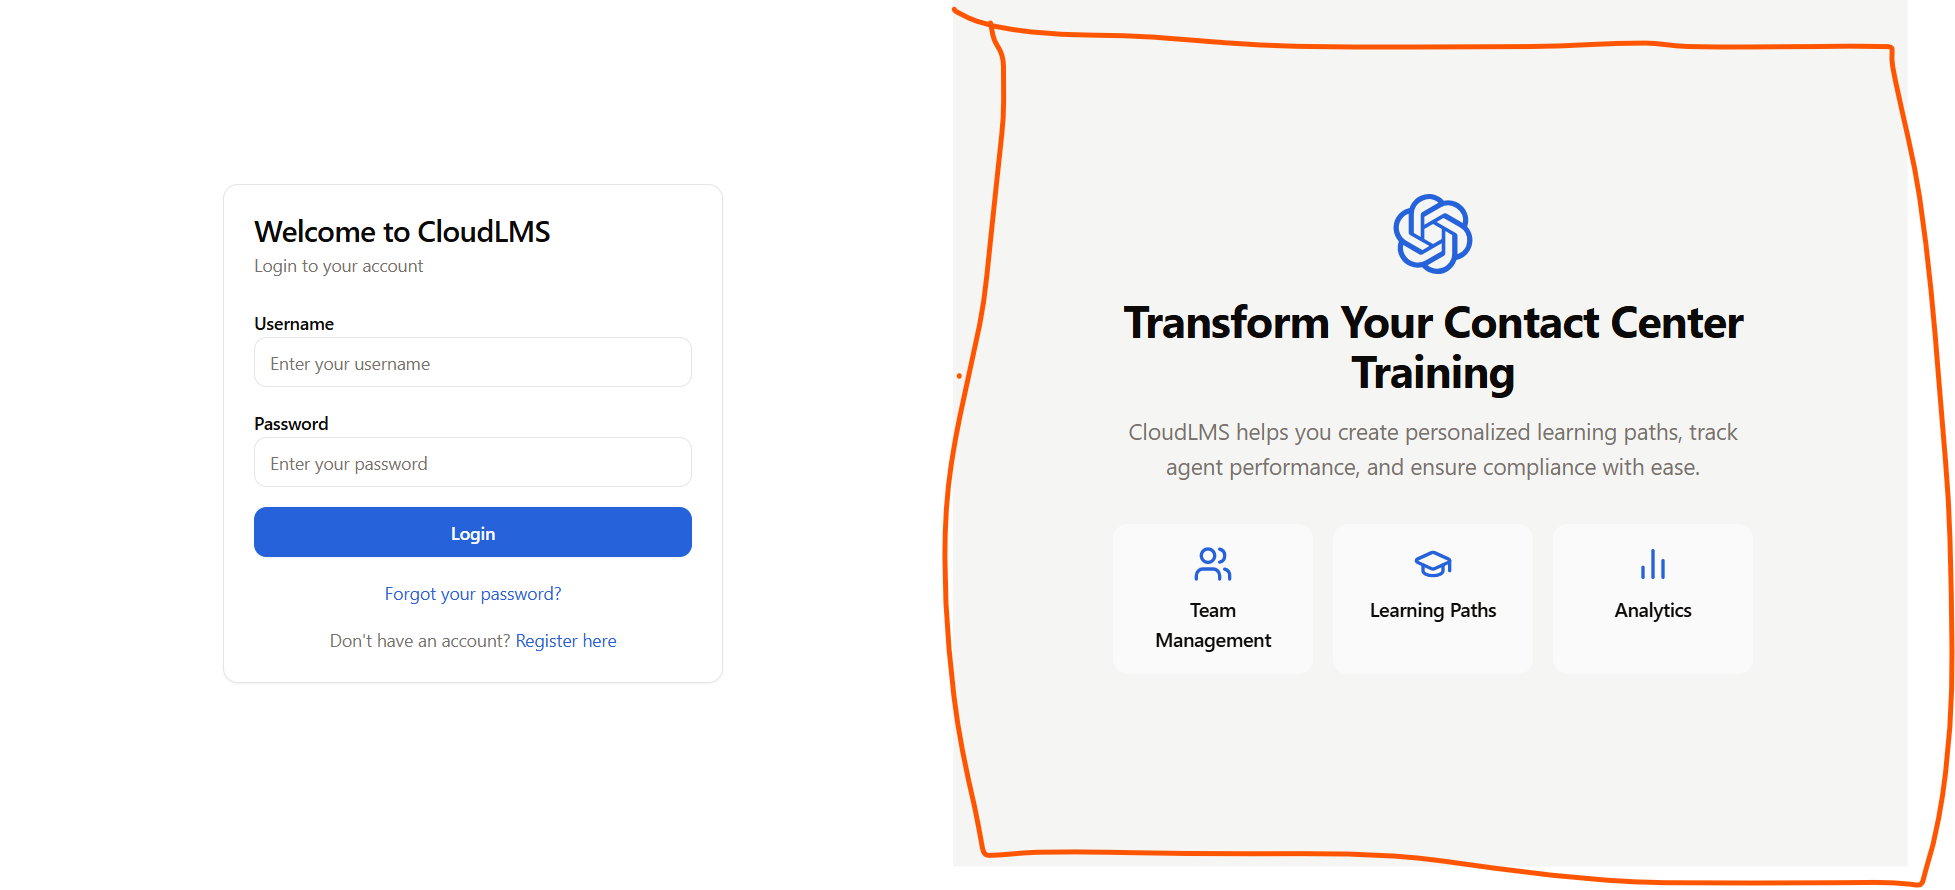 Welcome to CloudLMS
Login to your account
Username
Enter your username
Password
Enter your password
Login
Forgot your password?
Don't have an account? Register here
Transform Your Contact Center
Training
CloudLMS helps you create personalized learning paths, track
agent performance, and ensure compliance with ease.
Team
Management
Learning Paths
Analytics